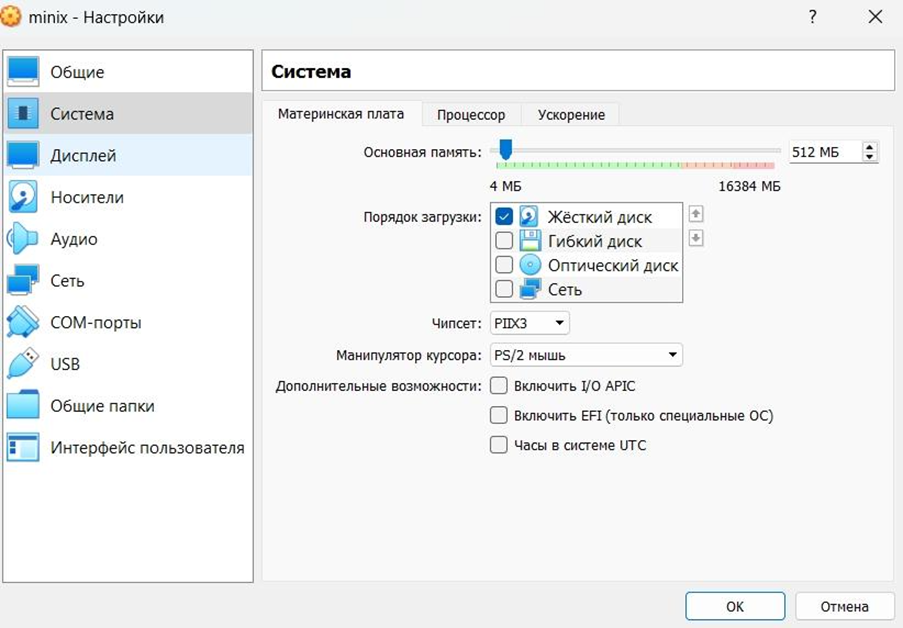 minix - Настройки
?
Общие
Система
Дисплей
Носители
Аудио
Сеть
COM-порты
USB
Общие папки
Интерфейс пользователя
Система
Материнская плата
Процессор
Ускорение
Основная память:
512 МБ
4 МБ
16384 МБ
Порядок загрузки:
Жёсткий диск
Гибкий диск
Оптический диск
Сеть
Чипсет:
PIIX3
Манипулятор курсора:
PS/2 мышь
Дополнительные возможности:
Включить I/O APIC
Включить EFI (только специальные ОС)
Часы в системе UTC
ОК
Отмена